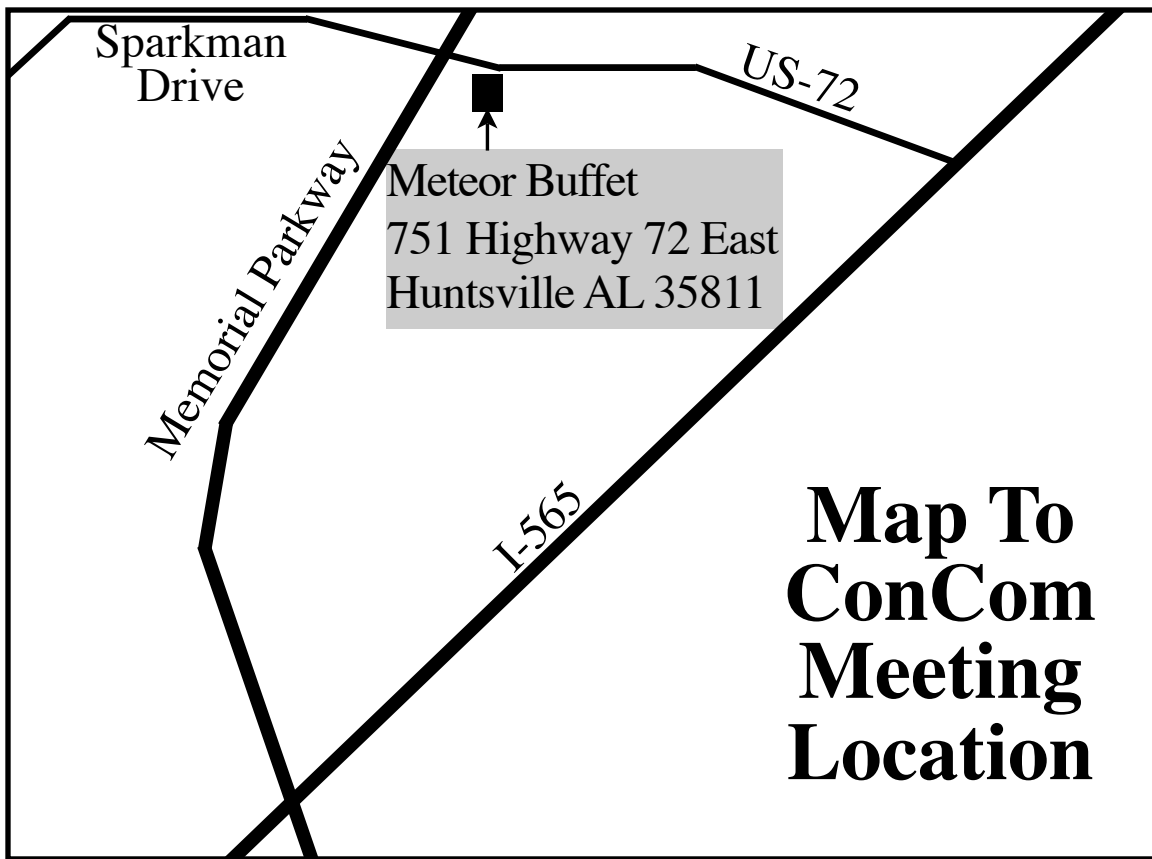 Sparkman
Drive
US-72
Memorial Parkway
Meteor Buffet
751 Highway 72 East
Huntsville AL 35811
I-565
Map To
ConCom
Meeting
Location